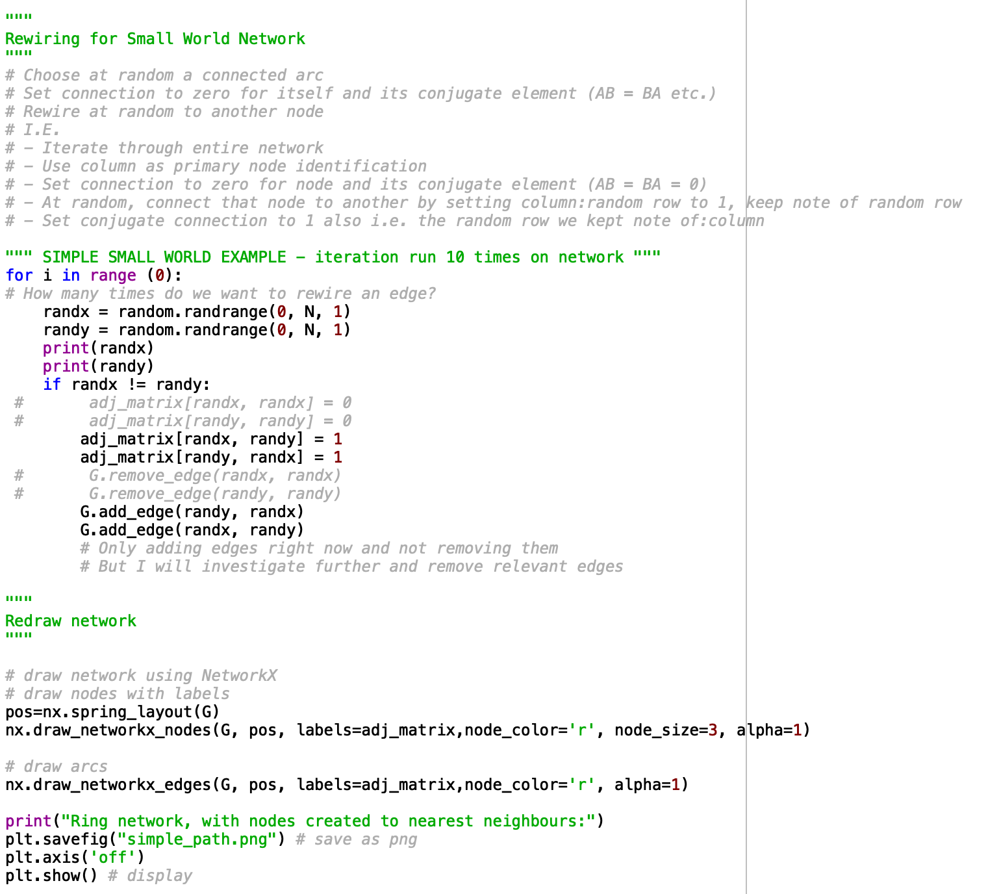 """
Rewiring for Small World Network
"""
# Choose at random a connected arc
# Set connection to zero for itself and its conjugate element (AB = BA etc.)
# Rewire at random to another node
# I.E.
# - Iterate through entire network
# - Use column as primary node identification
# - Set connection to zero for node and its conjugate element (AB = BA = 0)
# - At random, connect that node to another by setting column:random row to 1, keep note of random row
# - Set conjugate connection to 1 also i.e. the random row we kept note of:column

""" SIMPLE SMALL WORLD EXAMPLE - iteration run 10 times on network """
for i in range (0):
# How many times do we want to rewire an edge?
    randx = random.randrange(0, N, 1)
    randy = random.randrange(0, N, 1)
    print(randx)
    print(randy)
    if randx != randy:
 #       adj_matrix[randx, randx] = 0
 #       adj_matrix[randy, randy] = 0
        adj_matrix[randx, randy] = 1
        adj_matrix[randy, randx] = 1
 #       G.remove_edge(randx, randx)
 #       G.remove_edge(randy, randy)
        G.add_edge(randy, randx)
        G.add_edge(randx, randy)
        # Only adding edges right now and not removing them
        # But I will investigate further and remove relevant edges

"""
Redraw network
"""

# draw network using NetworkX
# draw nodes with labels
pos=nx.spring_layout(G)
nx.draw_networkx_nodes(G, pos, labels=adj_matrix,node_color='r', node_size=3, alpha=1)

# draw arcs
nx.draw_networkx_edges(G, pos, labels=adj_matrix,node_color='r', alpha=1)

print("Ring network, with nodes created to nearest neighbours:")
plt.savefig("simple_path.png") # save as png
plt.axis('off')
plt.show() # display